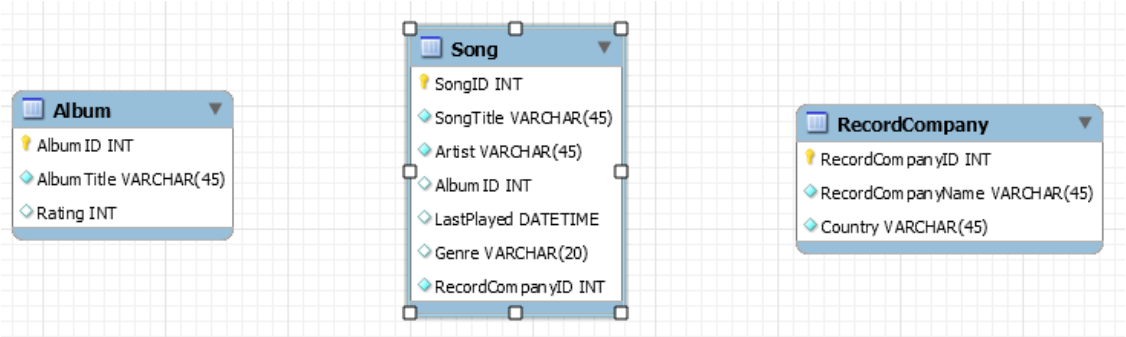 Album
AlbumID INT
AlbumTitle VARCHAR(45)
Rating INT
Song
SongID INT
SongTitle VARCHAR(45)
Artist VARCHAR(45)
AlbumID INT
LastPlayed DATETIME
Genre VARCHAR(20)
RecordCompanyID INT
RecordCompany
RecordCompanyID INT
RecordCompanyName VARCHAR(45)
Country VARCHAR(45)